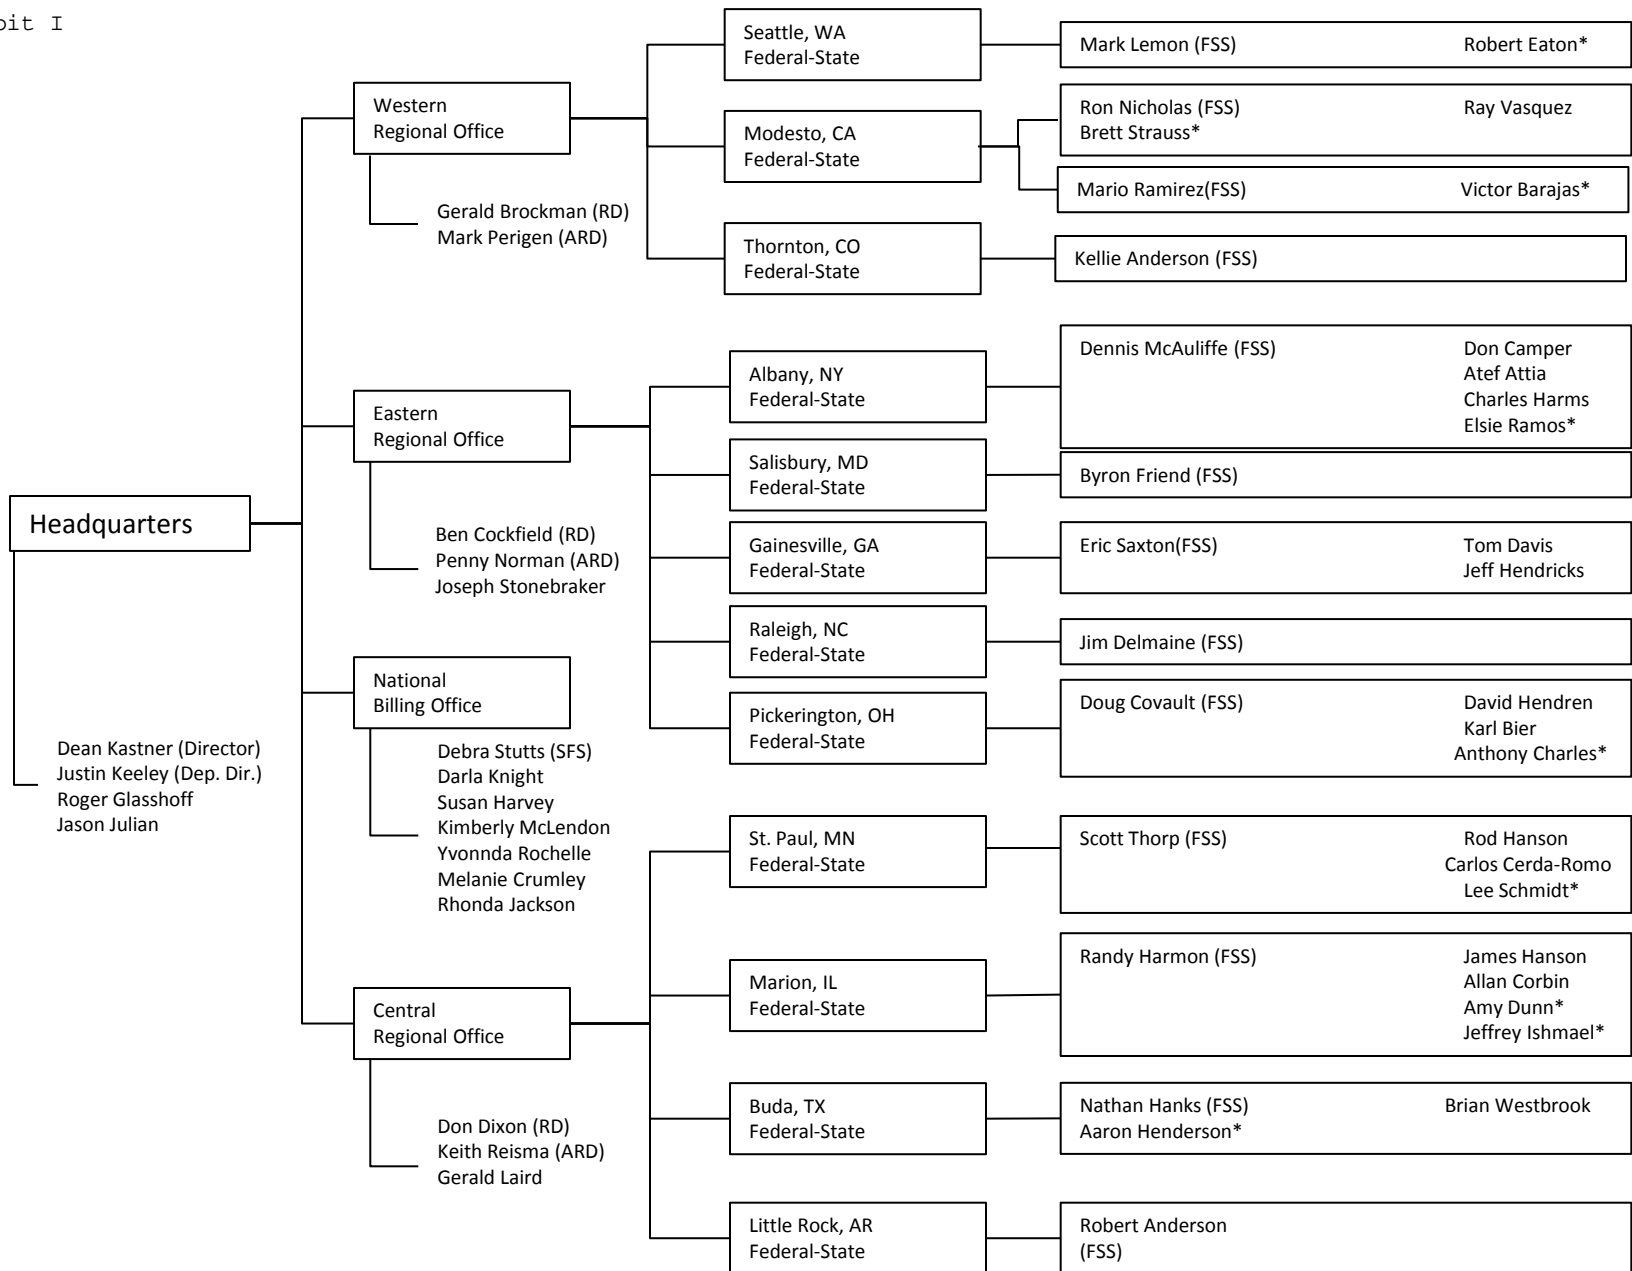 bit I
Seattle, WA
Federal-State
Mark Lemon (FSS) Robert Eaton*
Western
Regional Office
Ron Nicholas (FSS) Ray Vasquez
Brett Strauss*
Modesto, CA
Federal-State
Mario Ramirez(FSS) Victor Barajas*
Gerald Brockman (RD)
Mark Perigen (ARD)
Thornton, CO
Federal-State
Kellie Anderson (FSS)
Albany, NY
Federal-State
Dennis McAuliffe (FSS) Don Camper
Atef Attia
Charles Harms
Elsie Ramos*
Eastern
Regional Office
Salisbury, MD
Federal-State
Byron Friend (FSS)
Headquarters
Ben Cockfield (RD)
Penny Norman (ARD)
Joseph Stonebraker
Gainesville, GA
Federal-State
Eric Saxton(FSS) Tom Davis
Jeff Hendricks
Raleigh, NC
Federal-State
Jim Delmaine (FSS)
National
Billing Office
Pickerington, OH
Federal-State
Doug Covault (FSS) David Hendren
Karl Bier
Anthony Charles*
Dean Kastner (Director)
Justin Keeley (Dep. Dir.)
Roger Glasshoff
Jason Julian
Debra Stutts (SFS)
Darla Knight
Susan Harvey
Kimberly McLendon
Yvonnda Rochelle
Melanie Crumley
Rhonda Jackson
St. Paul, MN
Federal-State
Scott Thorp (FSS) Rod Hanson
Carlos Cerda-Romo
Lee Schmidt*
Marion, IL
Federal-State
Randy Harmon (FSS) James Hanson
Allan Corbin
Amy Dunn*
Jeffrey Ishmael*
Central
Regional Office
Buda, TX
Federal-State
Nathan Hanks (FSS) Brian Westbrook
Aaron Henderson*
Don Dixon (RD)
Keith Reisma (ARD)
Gerald Laird
Little Rock, AR
Federal-State
Robert Anderson
(FSS)